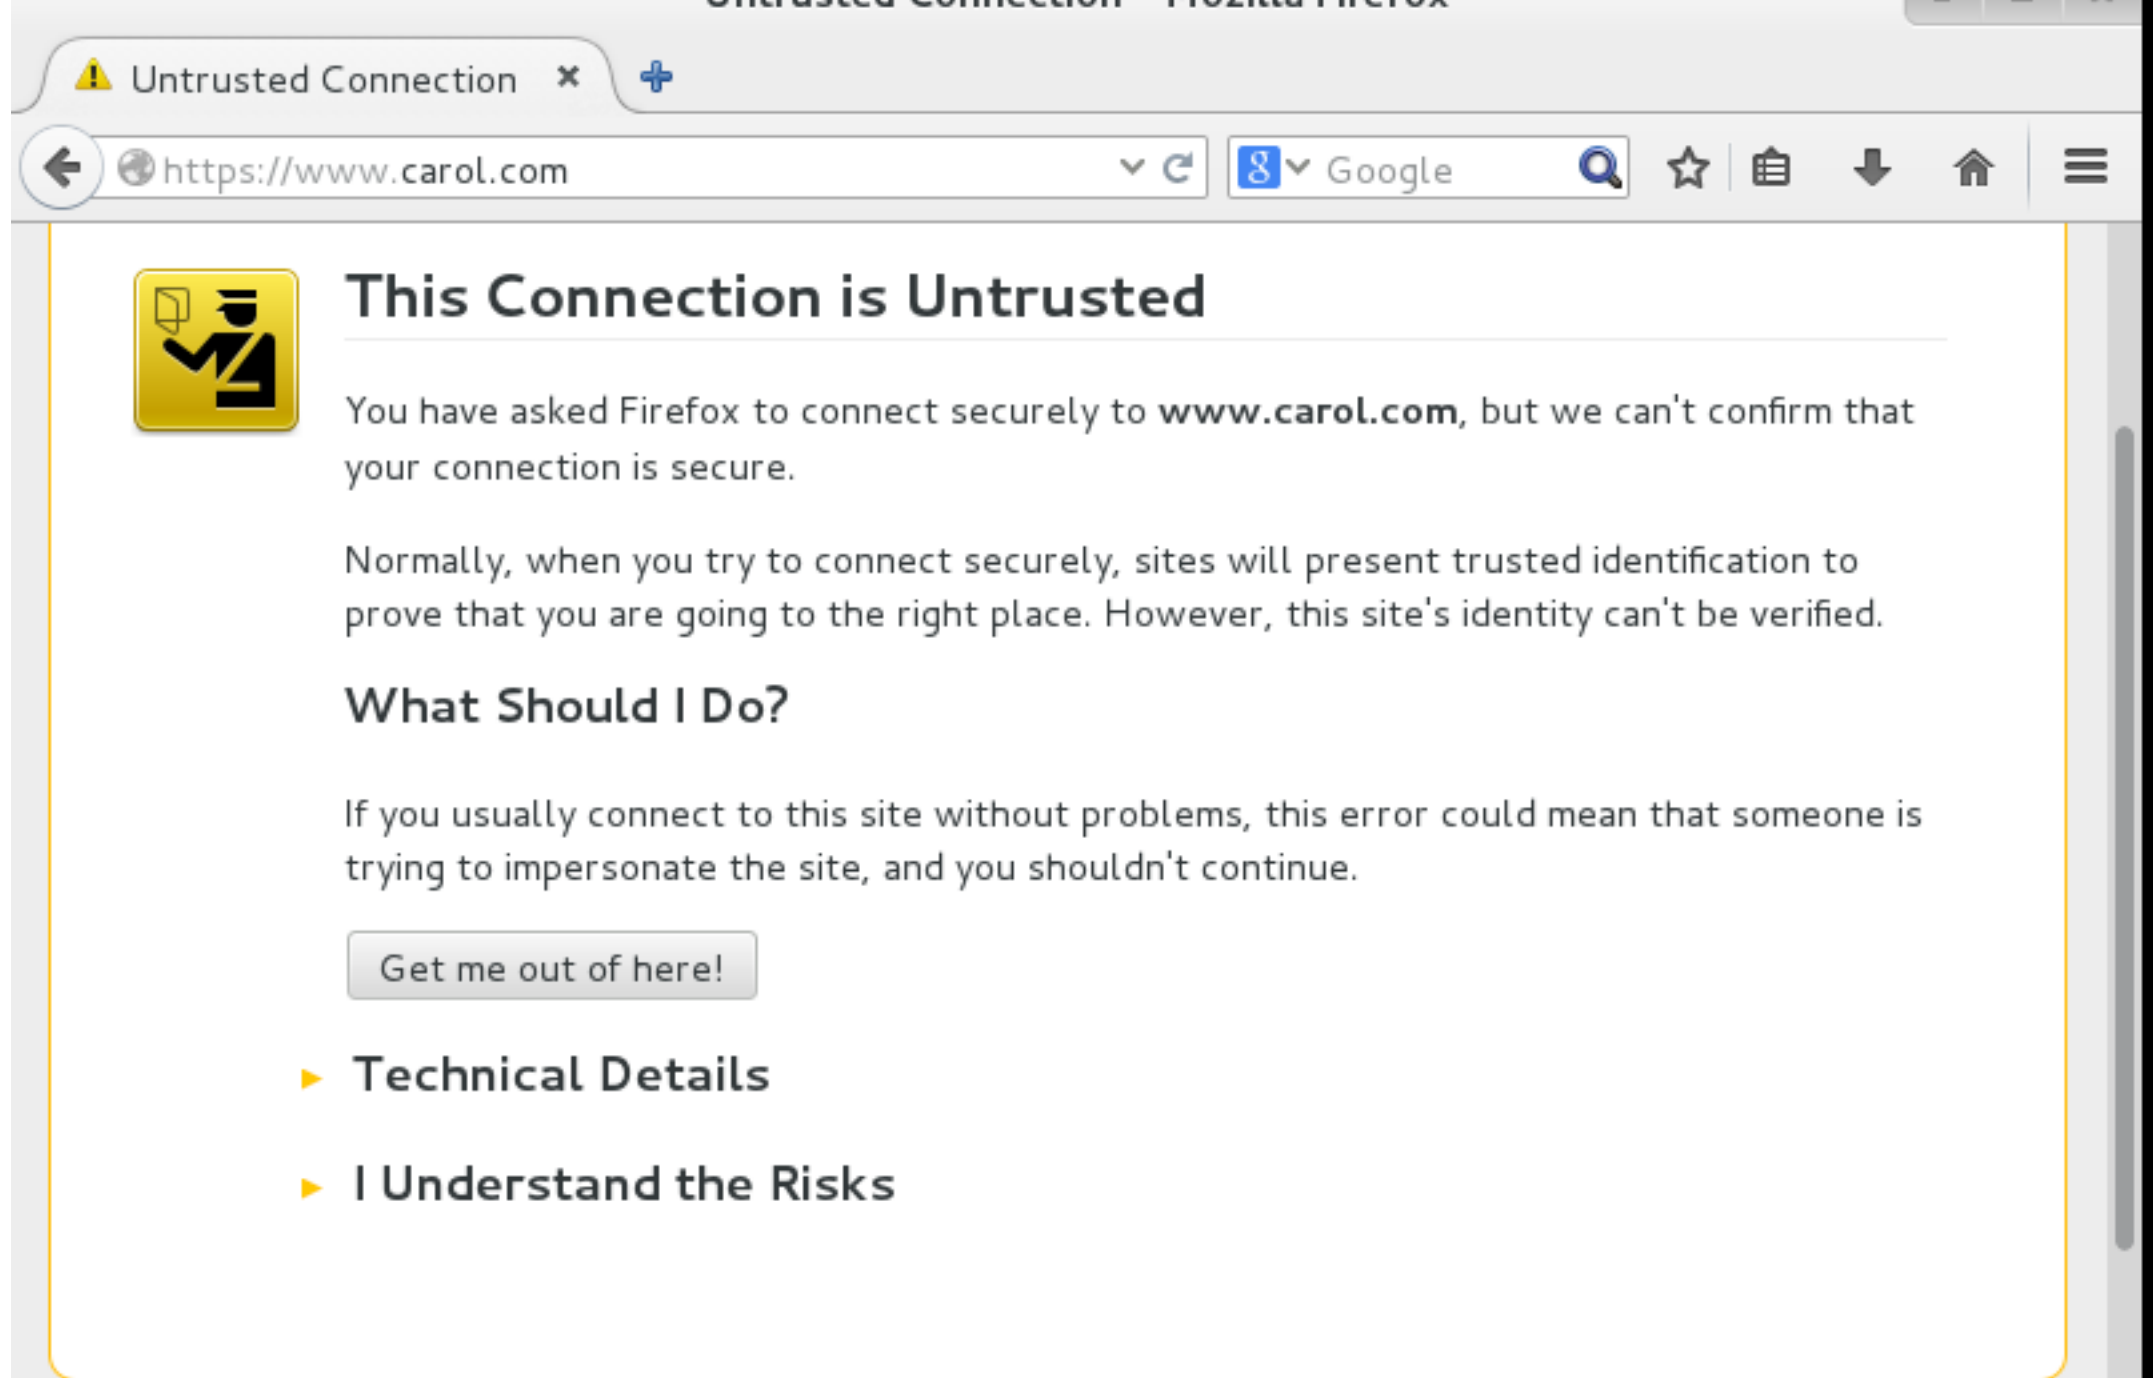 Untrusted Connection - Mozilla Firefox
Untrusted Connection
https://www.carol.com
8
Google
This Connection is Untrusted
You have asked Firefox to connect securely to www.carol.com, but we can't confirm that
your connection is secure.
Normally, when you try to connect securely, sites will present trusted identification to
prove that you are going to the right place. However, this site's identity can't be verified.
What Should I Do?
If you usually connect to this site without problems, this error could mean that someone is
trying to impersonate the site, and you shouldn't continue.
Get me out of here!
Technical Details
I Understand the Risks